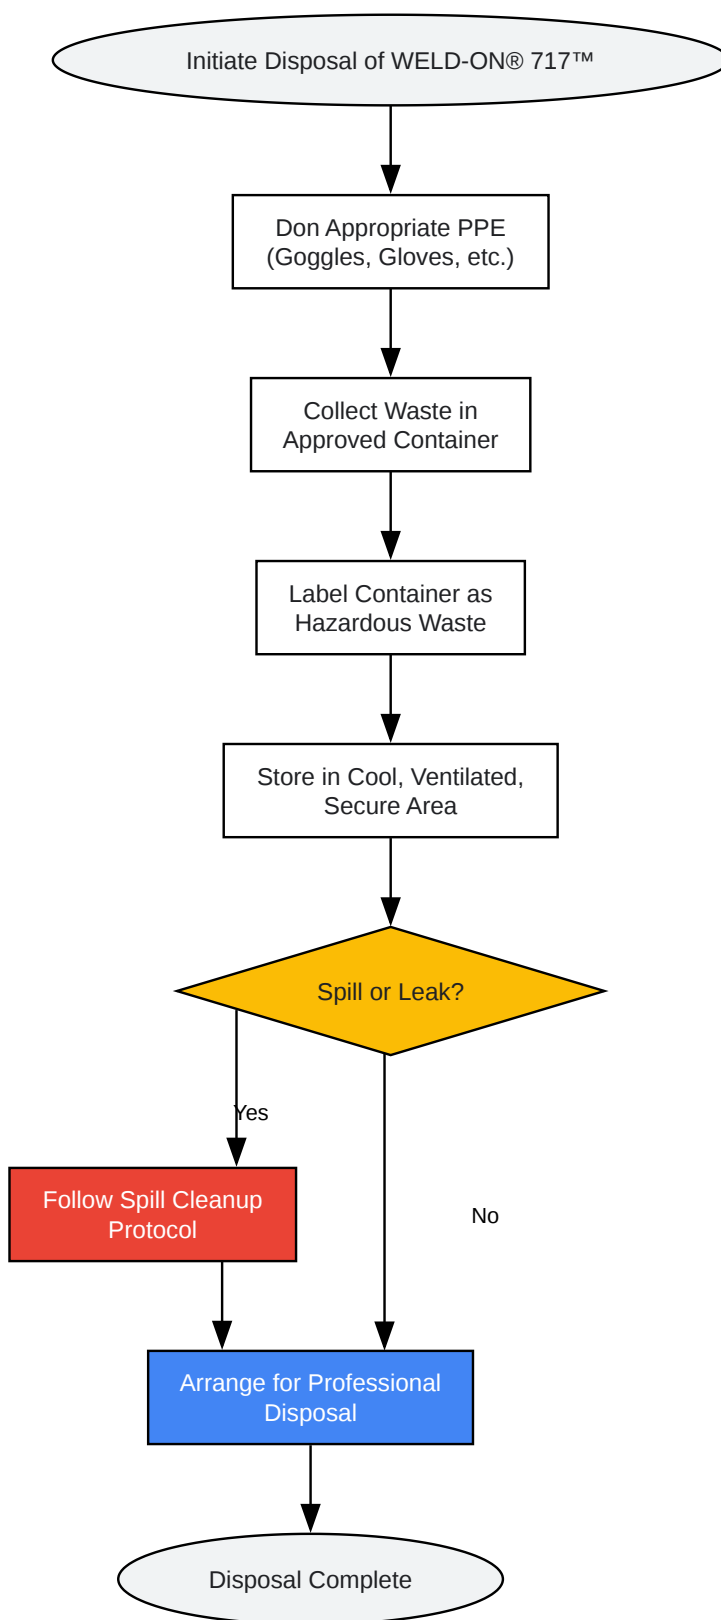 Initiate Disposal of WELD-ON® 717™
Don Appropriate PPE
(Goggles, Gloves, etc.)
Collect Waste in
Approved Container
Label Container as
Hazardous Waste
Store in Cool, Ventilated,
Secure Area
Spill or Leak?
Yes
Follow Spill Cleanup
Protocol
No
Arrange for Professional
Disposal
Disposal Complete